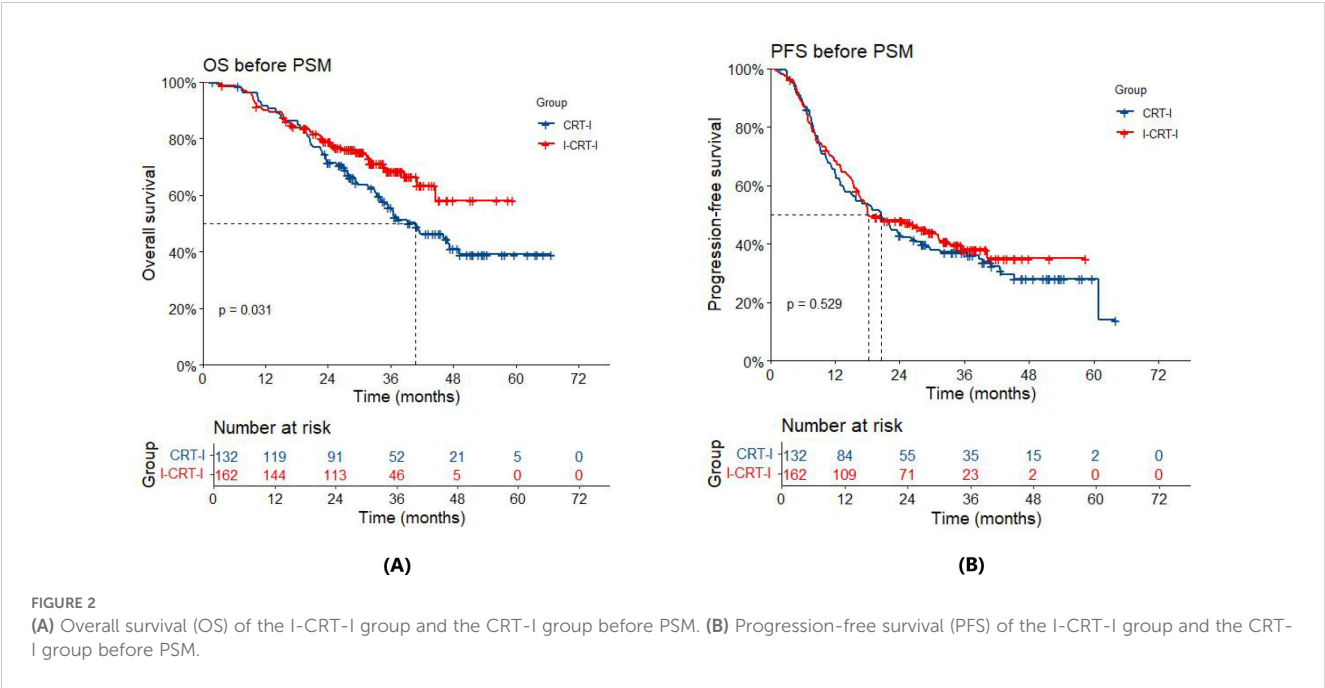 OS before PSM
100%
80%
60%
40%
20%
0%
Overall survival
p = 0.031
Group
CRT-I
I-CRT-I
0 12 24 36 48 60 72
Time (months)
Number at risk
Group
CRT-I 132 119 91 52 21 5 0
I-CRT-I 162 144 113 46 5 0 0
0 12 24 36 48 60 72
Time (months)
(A)
PFS before PSM
100%
80%
60%
40%
20%
0%
Progression-free survival
p = 0.529
Group
CRT-I
I-CRT-I
0 12 24 36 48 60 72
Time (months)
Number at risk
Group
CRT-I 132 84 55 35 15 2 0
I-CRT-I 162 109 71 23 2 0 0
0 12 24 36 48 60 72
Time (months)
(B)
FIGURE 2
(A) Overall survival (OS) of the I-CRT-I group and the CRT-I group before PSM. (B) Progression-free survival (PFS) of the I-CRT-I group and the CRT-
I group before PSM.